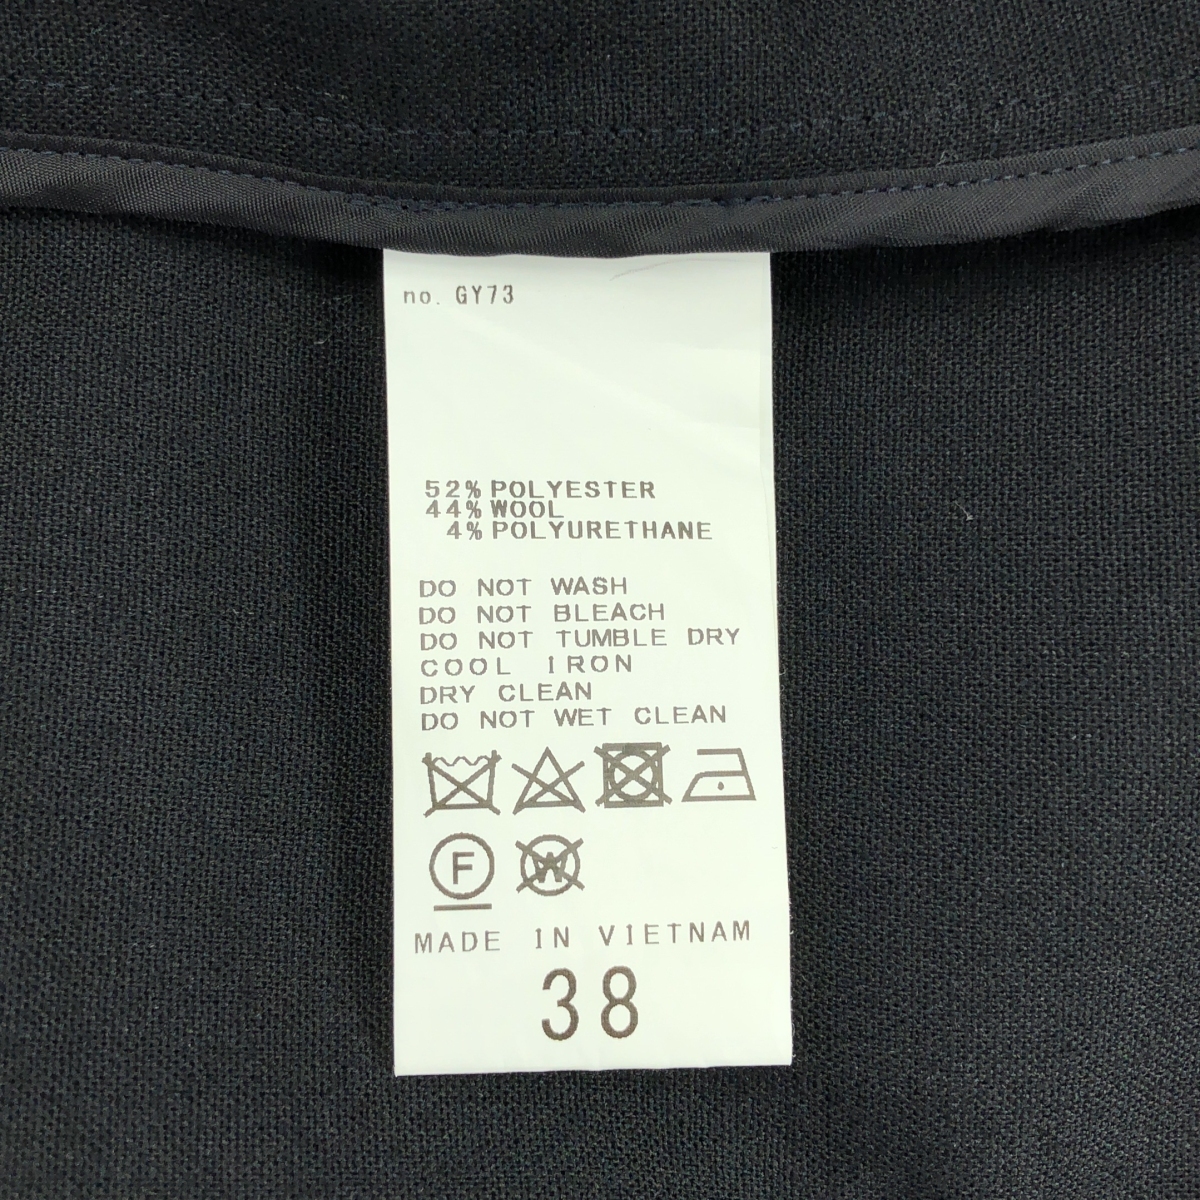 no. GY73
52% POLYESTER
44% WOOL
4% POLYURETHANE
DO NOT WASH
DO NOT BLEACH
DO NOT TUMBLE DRY
COOL IRON
DRY CLEAN
DO NOT WET CLEAN
F W
MADE IN VIETNAM
38